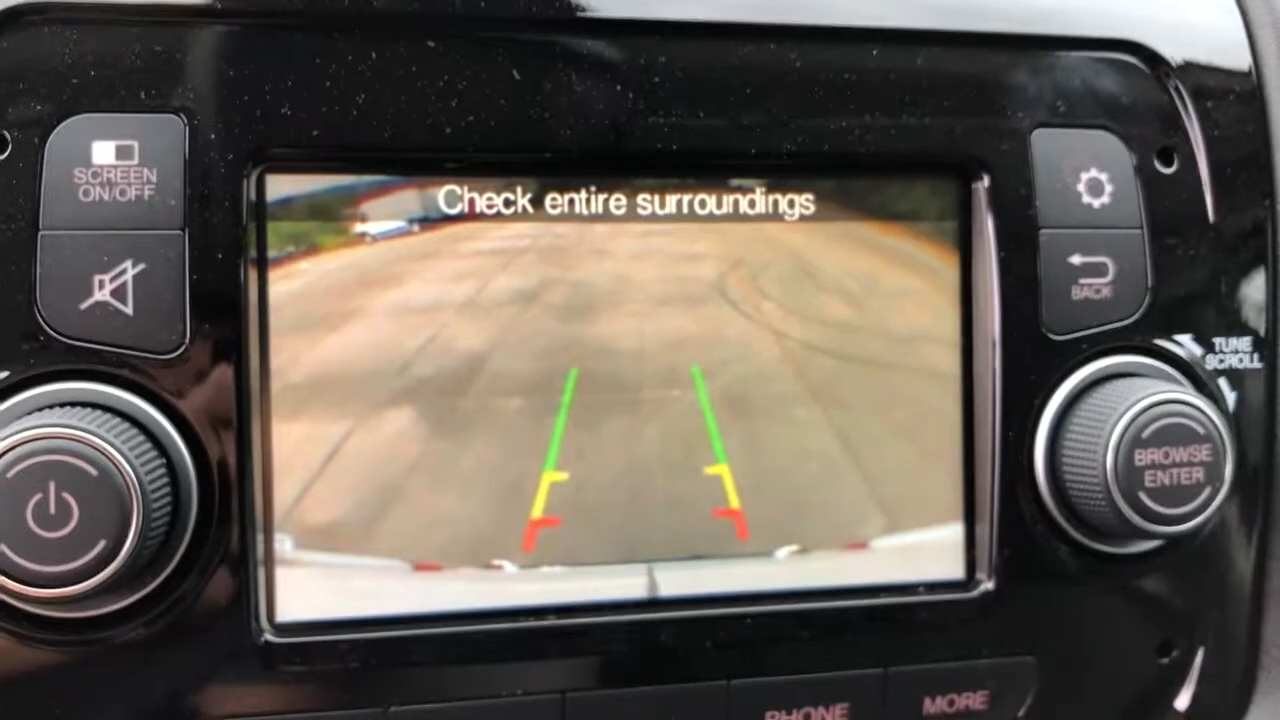 SCREEN
ON/OFF
Check entire surroundings
BACK
TUNE
SCROLL
BROWSE
ENTER
PHONE
MORE